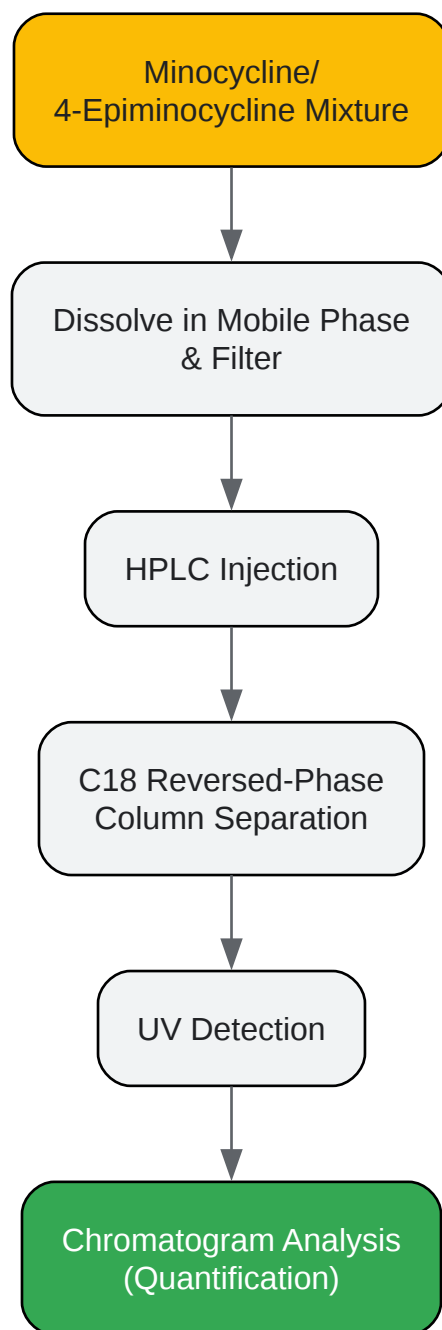 Minocycline/
4-Epiminocycline Mixture
Dissolve in Mobile Phase
& Filter
HPLC Injection
C18 Reversed-Phase
Column Separation
UV Detection
Chromatogram Analysis
(Quantification)